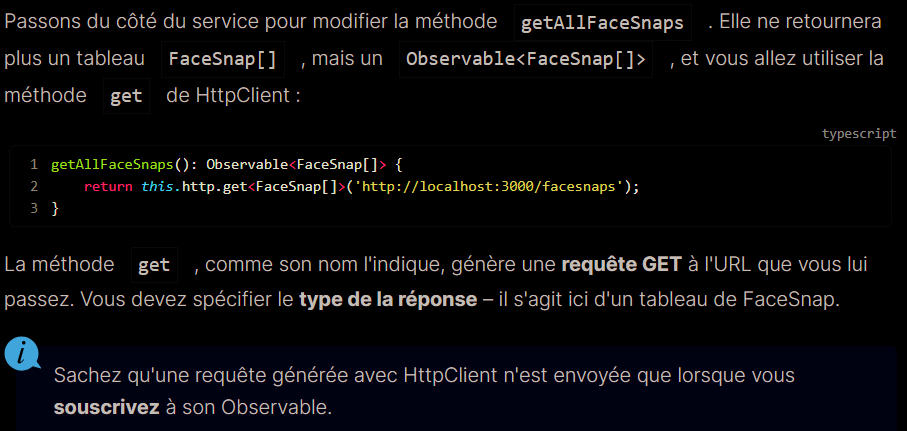 Passons du côté du service pour modifier la méthode getAllFaceSnaps . Elle ne retournera
plus un tableau FaceSnap[] , mais un Observable<FaceSnap[]> , et vous allez utiliser la
méthode get de HttpClient :
typescript
1 getAllFaceSnaps(): Observable<FaceSnap[]> {
2     return this.http.get<FaceSnap[]>('http://localhost:3000/facesnaps');
3 }
La méthode get , comme son nom l'indique, génère une requête GET à l'URL que vous lui
passez. Vous devez spécifier le type de la réponse – il s'agit ici d'un tableau de FaceSnap.
i
Sachez qu'une requête générée avec HttpClient n'est envoyée que lorsque vous
souscrivez à son Observable.